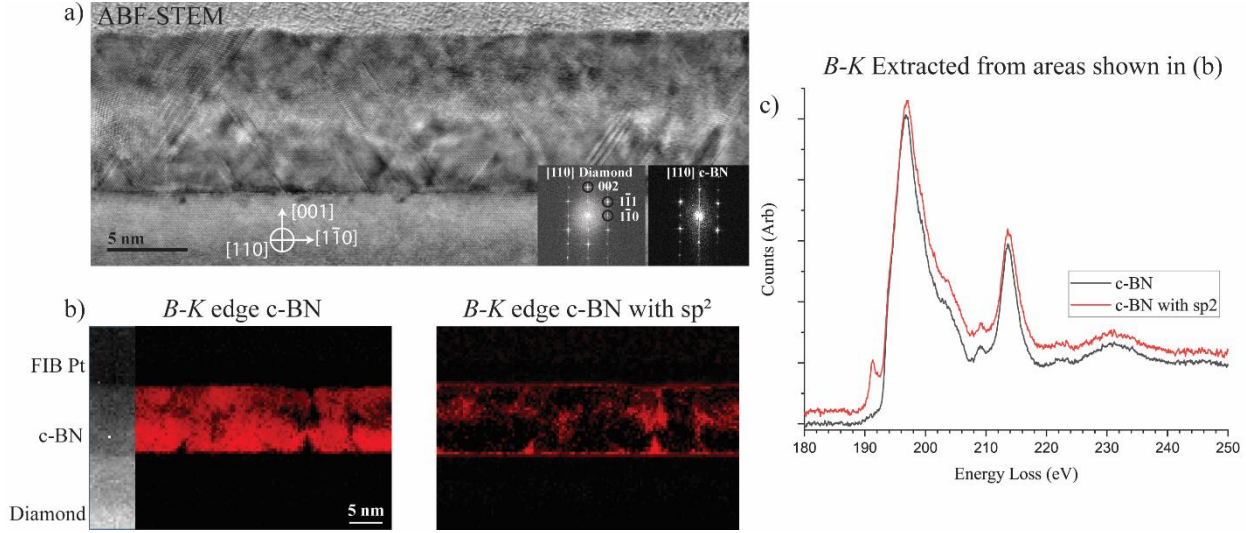 a)
ABF-STEM
[110] Diamond
002
11̄1
11̄0
[110] c-BN
[001]
[110]
[11̄0]
5 nm
b)
B-K edge c-BN
B-K edge c-BN with sp²
FIB Pt
c-BN
Diamond
5 nm
B-K Extracted from areas shown in (b)
c)
Counts (Arb)
c-BN
c-BN with sp2
180 190 200 210 220 230 240 250
Energy Loss (eV)